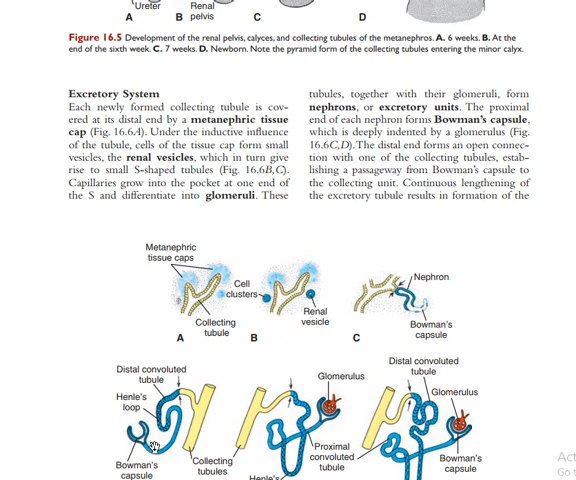 Ureter
Renal
pelvis
A
B
C
D
Figure 16.5 Development of the renal pelvis, calyces, and collecting tubules of the metanephros. A. 6 weeks. B. At the
end of the sixth week. C. 7 weeks. D. Newborn. Note the pyramid form of the collecting tubules entering the minor calyx.
Excretory System
Each newly formed collecting tubule is cov-
ered at its distal end by a metanephric tissue
cap (Fig. 16.6A). Under the inductive influence
of the tubule, cells of the tissue cap form small
vesicles, the renal vesicles, which in turn give
rise to small S-shaped tubules (Fig. 16.6B,C).
Capillaries grow into the pocket at one end of
the S and differentiate into glomeruli. These
tubules, together with their glomeruli, form
nephrons, or excretory units. The proximal
end of each nephron forms Bowman's capsule,
which is deeply indented by a glomerulus (Fig.
16.6C,D). The distal end forms an open connec-
tion with one of the collecting tubules, estab-
lishing a passageway from Bowman's capsule to
the collecting unit. Continuous lengthening of
the excretory tubule results in formation of the
Metanephric
tissue caps
Cell
clusters
Nephron
Collecting
tubule
Renal
vesicle
Bowman's
capsule
A
B
C
Distal convoluted
tubule
Henle's
loop
Bowman's
capsule
Collecting
tubules
Glomerulus
Proximal
convoluted
tubule
Henle's
Distal convoluted
tubule
Glomerulus
Bowman's
capsule
Act
Go t